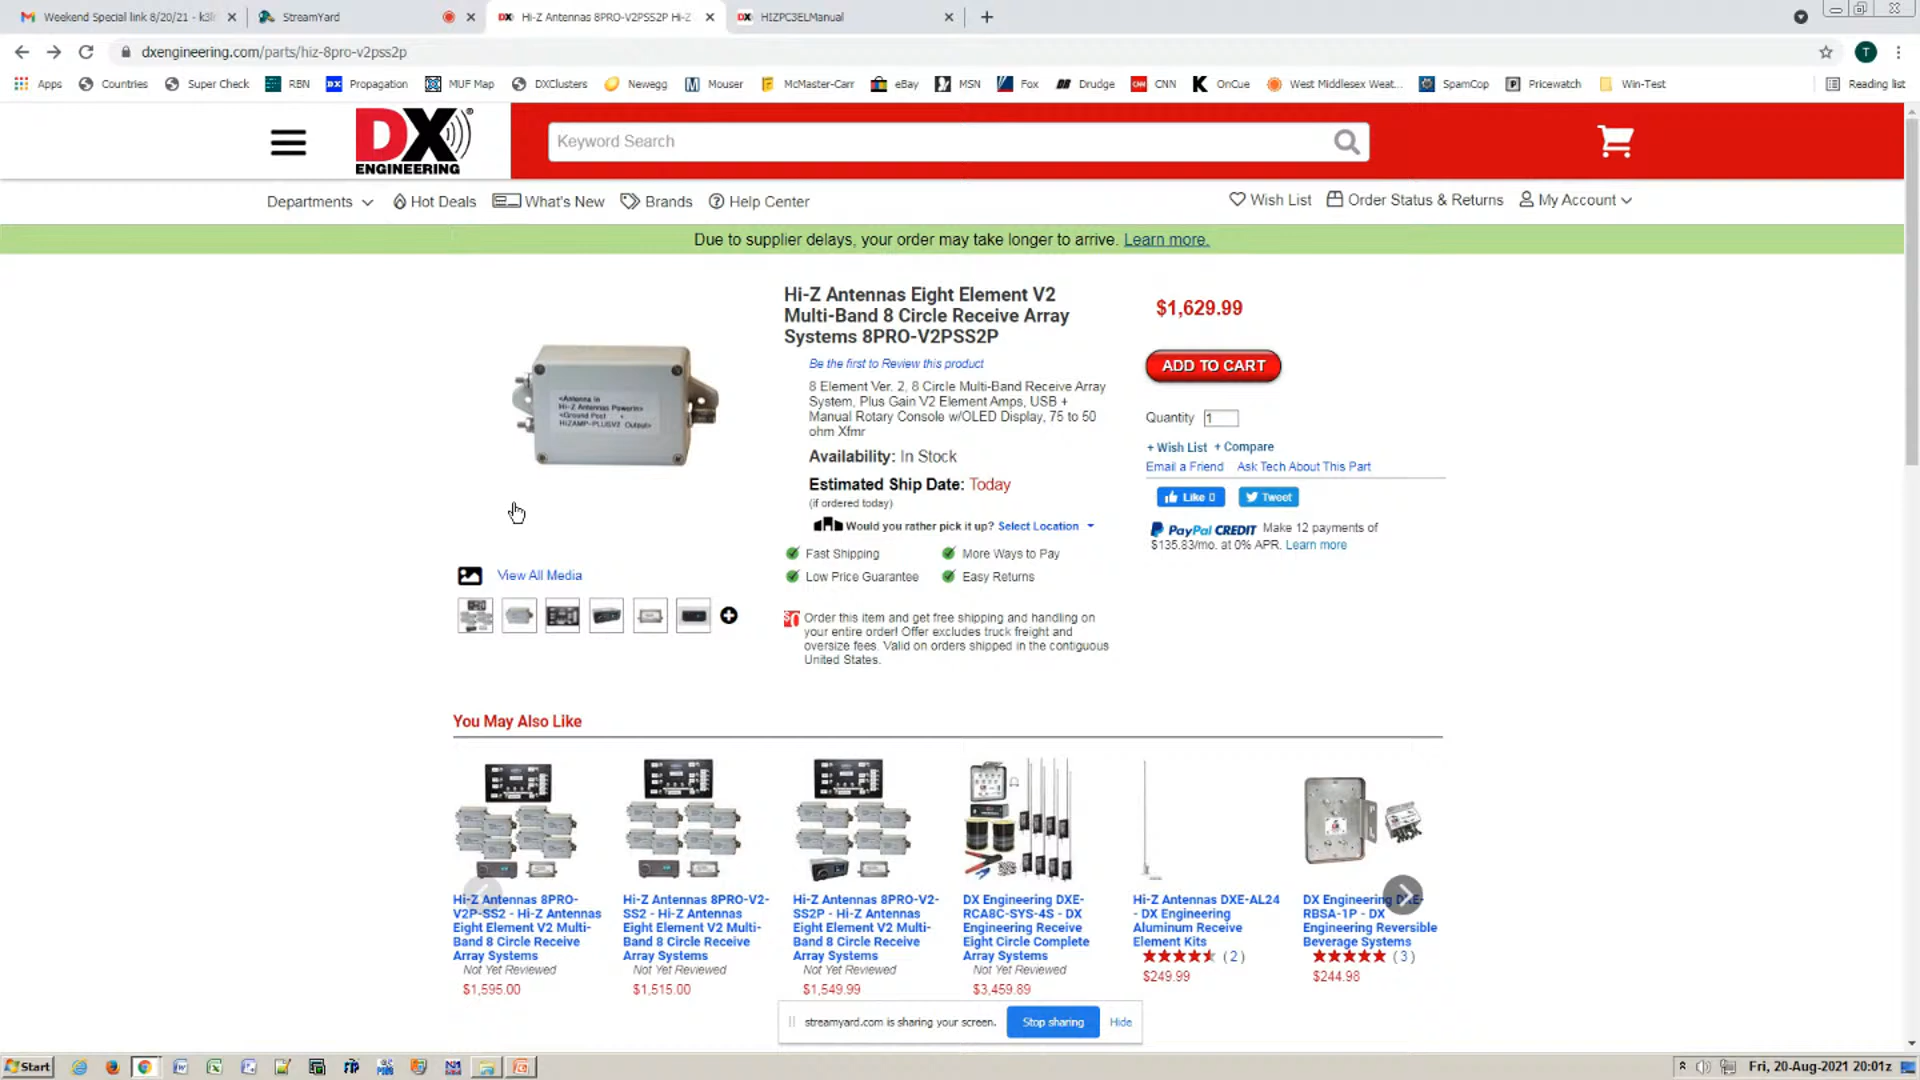 Weekend Special link 8/20/21 - k3l
StreamYard
Hi-Z Antennas 8PRO-V2PSS2P Hi-Z
HIZPC3ELManual
dxengineering.com/parts/hiz-8pro-v2pss2p
T
Apps
Countries
Super Check
RBN
Propagation
MUF Map
DXClusters
Newegg
Mouser
McMaster-Carr
eBay
MSN
Fox
Drudge
CNN
OnCue
West Middlesex Weat...
SpamCop
Pricewatch
Win-Test
Reading list
DX
ENGINEERING
Keyword Search
Departments
Hot Deals
What's New
Brands
Help Center
Wish List
Order Status & Returns
My Account
Due to supplier delays, your order may take longer to arrive. Learn more.
<Antenna In
Hi-Z Antennas PowerIn>
<Ground Post +
HiZAMP-PLUSV2 Output>
Hi-Z Antennas Eight Element V2
Multi-Band 8 Circle Receive Array
Systems 8PRO-V2PSS2P
Be the first to Review this product
8 Element Ver. 2, 8 Circle Multi-Band Receive Array
System, Plus Gain V2 Element Amps, USB +
Manual Rotary Console w/OLED Display, 75 to 50
ohm Xfmr
Availability: In Stock
Estimated Ship Date: Today
(if ordered today)
Would you rather pick it up? Select Location
Fast Shipping
More Ways to Pay
Low Price Guarantee
Easy Returns
$0
Order this item and get free shipping and handling on
your entire order! Offer excludes truck freight and
oversize fees. Valid on orders shipped in the contiguous
United States.
$1,629.99
ADD TO CART
Quantity 1
+ Wish List + Compare
Email a Friend Ask Tech About This Part
Like 0
Tweet
PayPal CREDIT Make 12 payments of
$135.83/mo. at 0% APR. Learn more
View All Media
You May Also Like
Hi-Z Antennas 8PRO-
V2P-SS2 - Hi-Z Antennas
Eight Element V2 Multi-
Band 8 Circle Receive
Array Systems
Not Yet Reviewed
$1,595.00
Hi-Z Antennas 8PRO-V2-
SS2 - Hi-Z Antennas
Eight Element V2 Multi-
Band 8 Circle Receive
Array Systems
Not Yet Reviewed
$1,515.00
Hi-Z Antennas 8PRO-V2-
SS2P - Hi-Z Antennas
Eight Element V2 Multi-
Band 8 Circle Receive
Array Systems
Not Yet Reviewed
$1,549.99
DX Engineering DXE-
RCA8C-SYS-4S - DX
Engineering Receive
Eight Circle Complete
Array Systems
Not Yet Reviewed
$3,459.89
Hi-Z Antennas DXE-AL24
- DX Engineering
Aluminum Receive
Element Kits
(2)
$249.99
DX Engineering DXE-
RBSA-1P - DX
Engineering Reversible
Beverage Systems
(3)
$244.98
streamyard.com is sharing your screen.
Stop sharing
Hide
Start
Fri, 20-Aug-2021 20:01z